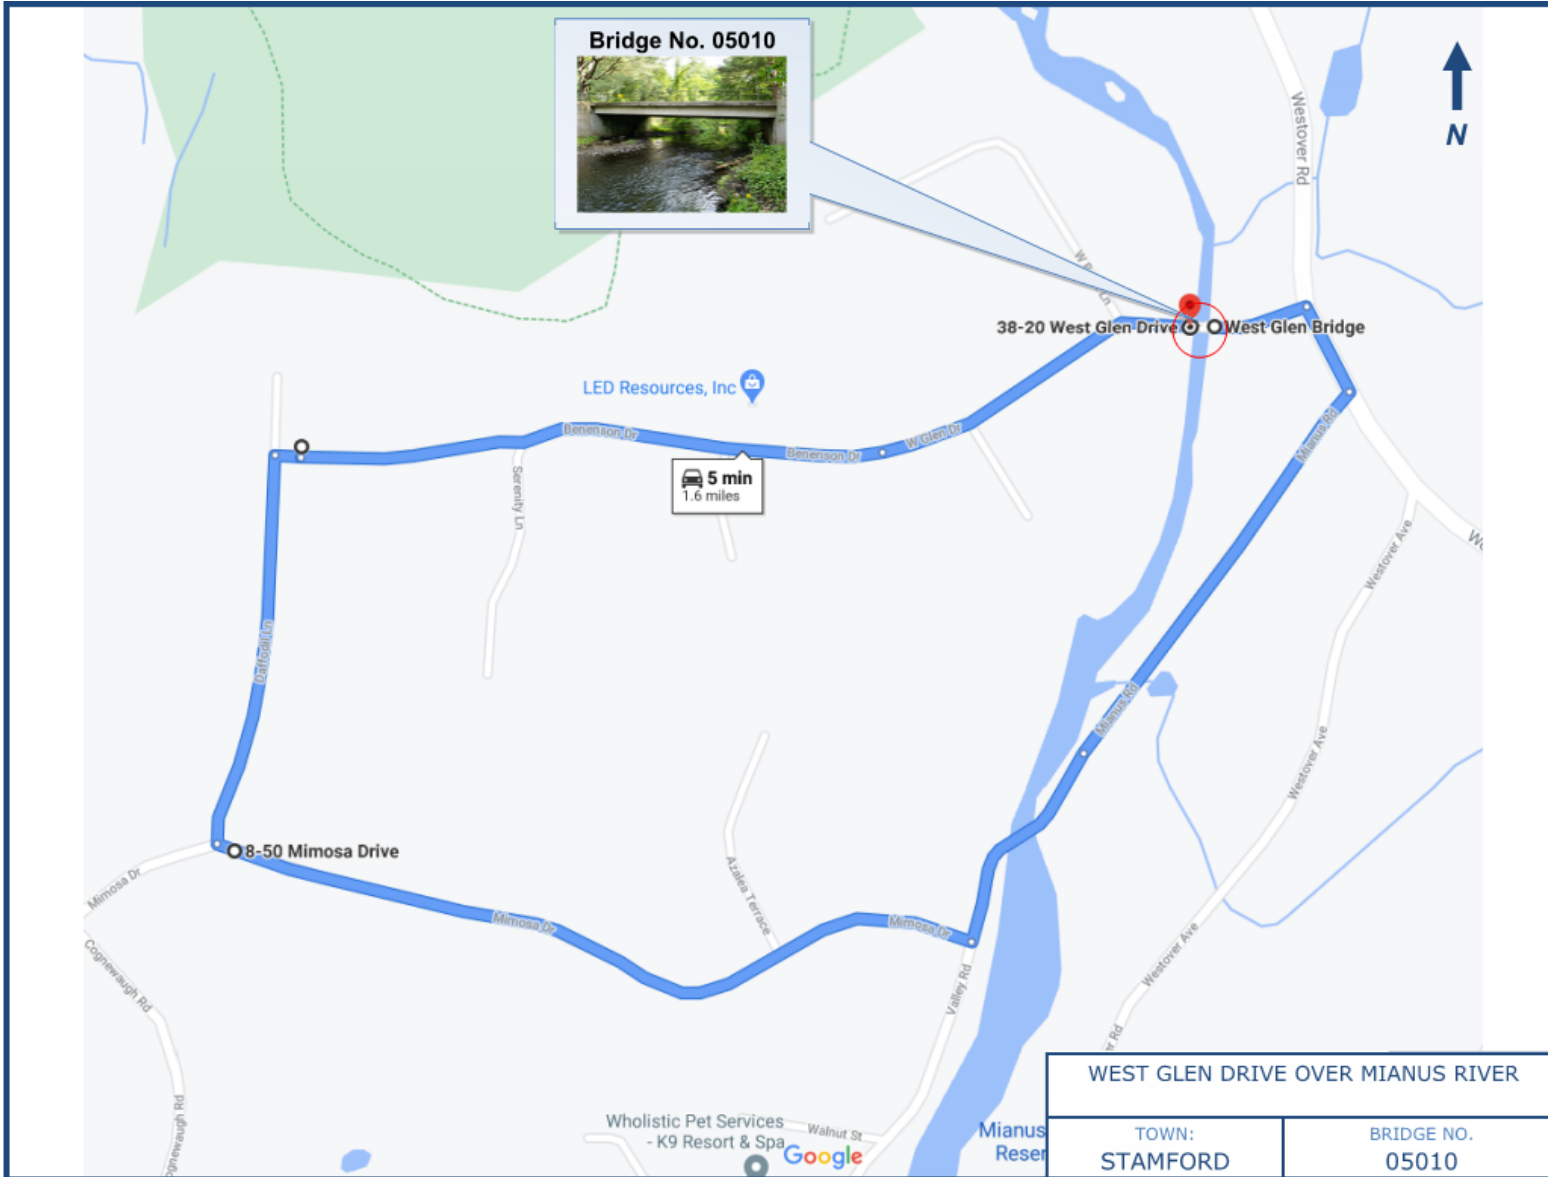 Bridge No. 05010
N
Westover Rd
38-20 West Glen Drive
West Glen Bridge
LED Resources, Inc
Benenson Dr
Benenson Dr
W Glen Dr
Mianus Rd
5 min
1.6 miles
Serenity Ln
Westover Ave
Daffodil Ln
Mianus Rd
Westover Ave
8-50 Mimosa Drive
Mimosa Dr
Azalea Terrace
Mimosa Dr
Mimosa Dr
Cognewaugh Rd
Westover Ave
Valley Rd
WEST GLEN DRIVE OVER MIANUS RIVER
Wholistic Pet Services
- K9 Resort & Spa
Walnut St
Google
Mianus
TOWN:
STAMFORD
BRIDGE NO.
05010